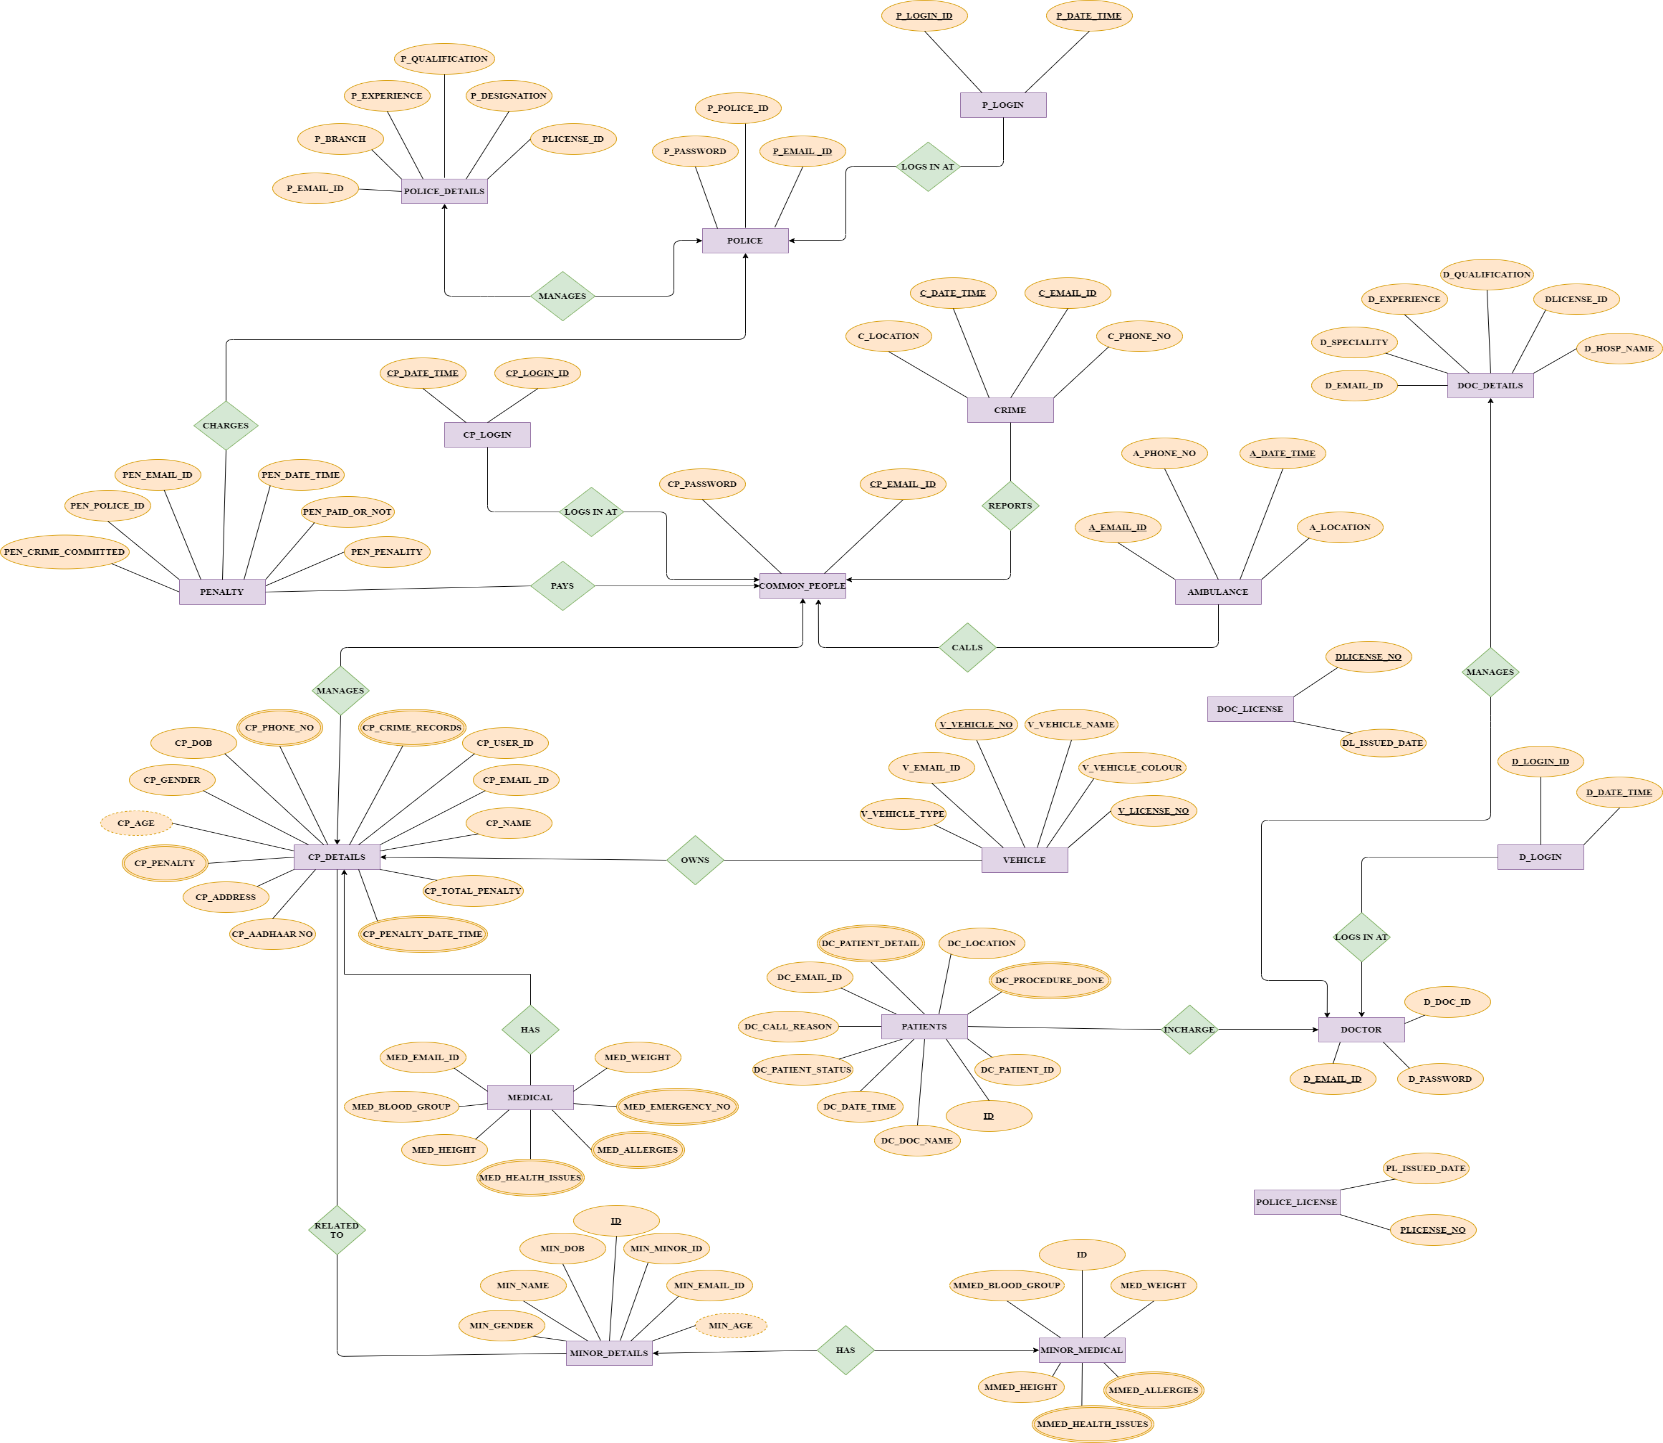 P_LOGIN_ID
P_DATE_TIME
P_QUALIFICATION
P_EXPERIENCE
P_DESIGNATION
P_LOGIN
P_POLICE_ID
P_BRANCH
PLICENSE_ID
P_PASSWORD
P_EMAIL _ID
LOGS IN AT
P_EMAIL_ID
POLICE_DETAILS
POLICE
MANAGES
D_QUALIFICATION
C_DATE_TIME
C_EMAIL_ID
D_EXPERIENCE
DLICENSE_ID
C_LOCATION
C_PHONE_NO
D_SPECIALITY
D_HOSP_NAME
CP_DATE_TIME
CP_LOGIN_ID
D_EMAIL_ID
DOC_DETAILS
CRIME
CHARGES
CP_LOGIN
A_PHONE_NO
A_DATE_TIME
PEN_EMAIL_ID
PEN_DATE_TIME
CP_PASSWORD
CP_EMAIL _ID
PEN_POLICE_ID
PEN_PAID_OR_NOT
LOGS IN AT
REPORTS
A_EMAIL_ID
A_LOCATION
PEN_CRIME_COMMITTED
PEN_PENALITY
PENALTY
PAYS
COMMON_PEOPLE
AMBULANCE
CALLS
DLICENSE_NO
MANAGES
MANAGES
DOC_LICENSE
CP_PHONE_NO
CP_CRIME_RECORDS
V_VEHICLE_NO
V_VEHICLE_NAME
CP_DOB
CP_USER_ID
DL_ISSUED_DATE
D_LOGIN_ID
CP_GENDER
CP_EMAIL _ID
V_EMAIL_ID
V_VEHICLE_COLOUR
D_DATE_TIME
CP_AGE
CP_NAME
V_VEHICLE_TYPE
V_LICENSE_NO
CP_PENALTY
CP_DETAILS
OWNS
VEHICLE
D_LOGIN
CP_ADDRESS
CP_TOTAL_PENALTY
CP_AADHAAR NO
CP_PENALTY_DATE_TIME
DC_PATIENT_DETAIL
DC_LOCATION
LOGS IN AT
DC_EMAIL_ID
DC_PROCEDURE_DONE
D_DOC_ID
DC_CALL_REASON
PATIENTS
INCHARGE
DOCTOR
HAS
MED_EMAIL_ID
MED_WEIGHT
DC_PATIENT_STATUS
DC_PATIENT_ID
D_EMAIL_ID
D_PASSWORD
MEDICAL
MED_BLOOD_GROUP
MED_EMERGENCY_NO
DC_DATE_TIME
ID
DC_DOC_NAME
MED_HEIGHT
MED_ALLERGIES
MED_HEALTH_ISSUES
PL_ISSUED_DATE
POLICE_LICENSE
PLICENSE_NO
RELATED
TO
ID
MIN_DOB
MIN_MINOR_ID
ID
MIN_NAME
MIN_EMAIL_ID
MMED_BLOOD_GROUP
MED_WEIGHT
MIN_GENDER
MIN_AGE
MINOR_DETAILS
HAS
MINOR_MEDICAL
MMED_HEIGHT
MMED_ALLERGIES
MMED_HEALTH_ISSUES